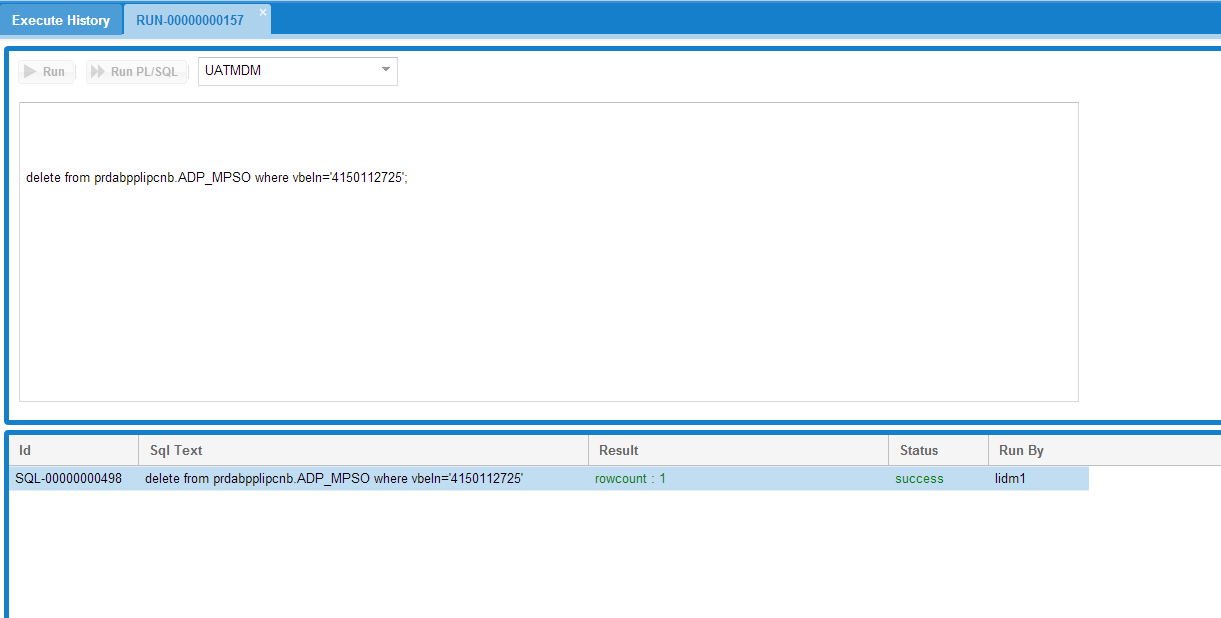 Execute History RUN-00000000157 ×
Run Run PL/SQL UATMDM
delete from prdabpplipcnb.ADP_MPSO where vbeln='4150112725';
Id Sql Text Result Status Run By
SQL-00000000498 delete from prdabpplipcnb.ADP_MPSO where vbeln='4150112725' rowcount : 1 success lidm1